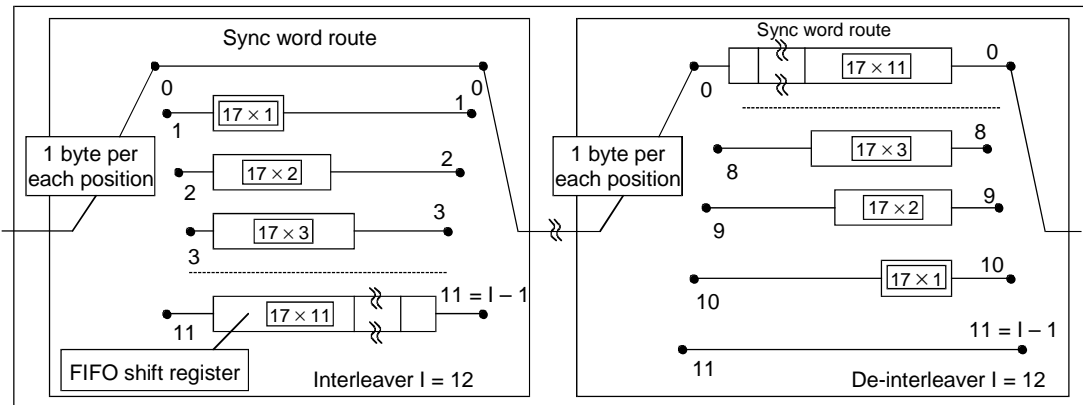 Sync word route
0
0
17 × 1
1
1
1 byte per
each position
17 × 2
2
2
17 × 3
3
3
17 × 11
11
11 = I – 1
FIFO shift register
Interleaver I = 12
Sync word route
17 × 11
0
0
1 byte per
each position
17 × 3
8
8
17 × 2
9
9
17 × 1
10
10
11
11 = I – 1
De-interleaver I = 12